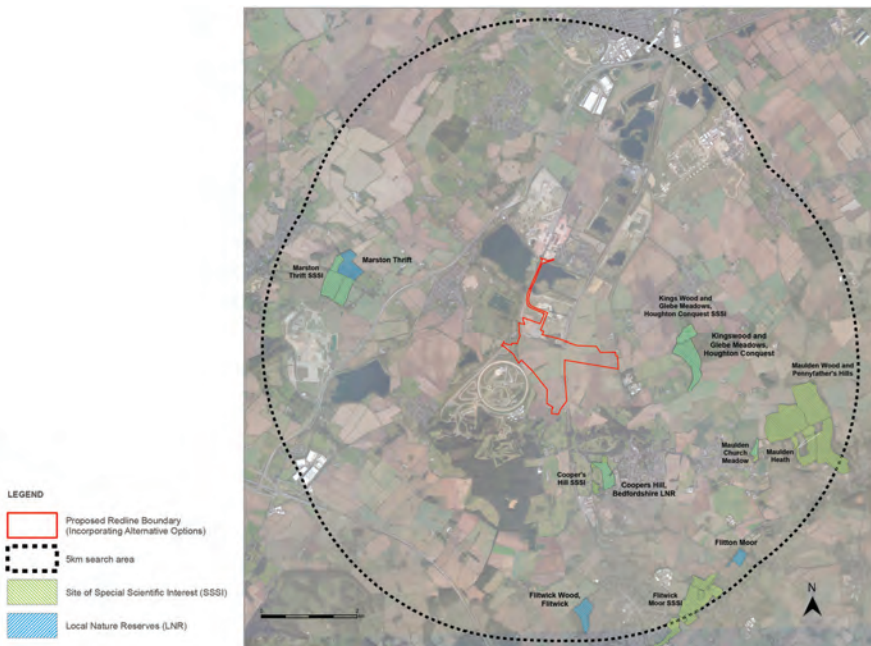 Marston
Thrift SSSI
Marston Thrift
Kings Wood and
Glebe Meadows,
Houghton Conquest SSSI
Kingswood and
Glebe Meadows,
Houghton Conquest
Maulden Wood and
Pennyfather's Hills
Maulden
Church
Meadow
Maulden
Heath
Cooper's
Hill SSSI
Coopers Hill,
Bedfordshire LNR
Flitton Moor
Flitwick Wood,
Flitwick
Flitwick
Moor SSSI
N
LEGEND
Proposed Redline Boundary
(Incorporating Alternative Options)
5km search area
Site of Special Scientific Interest (SSSI)
Local Nature Reserves (LNR)